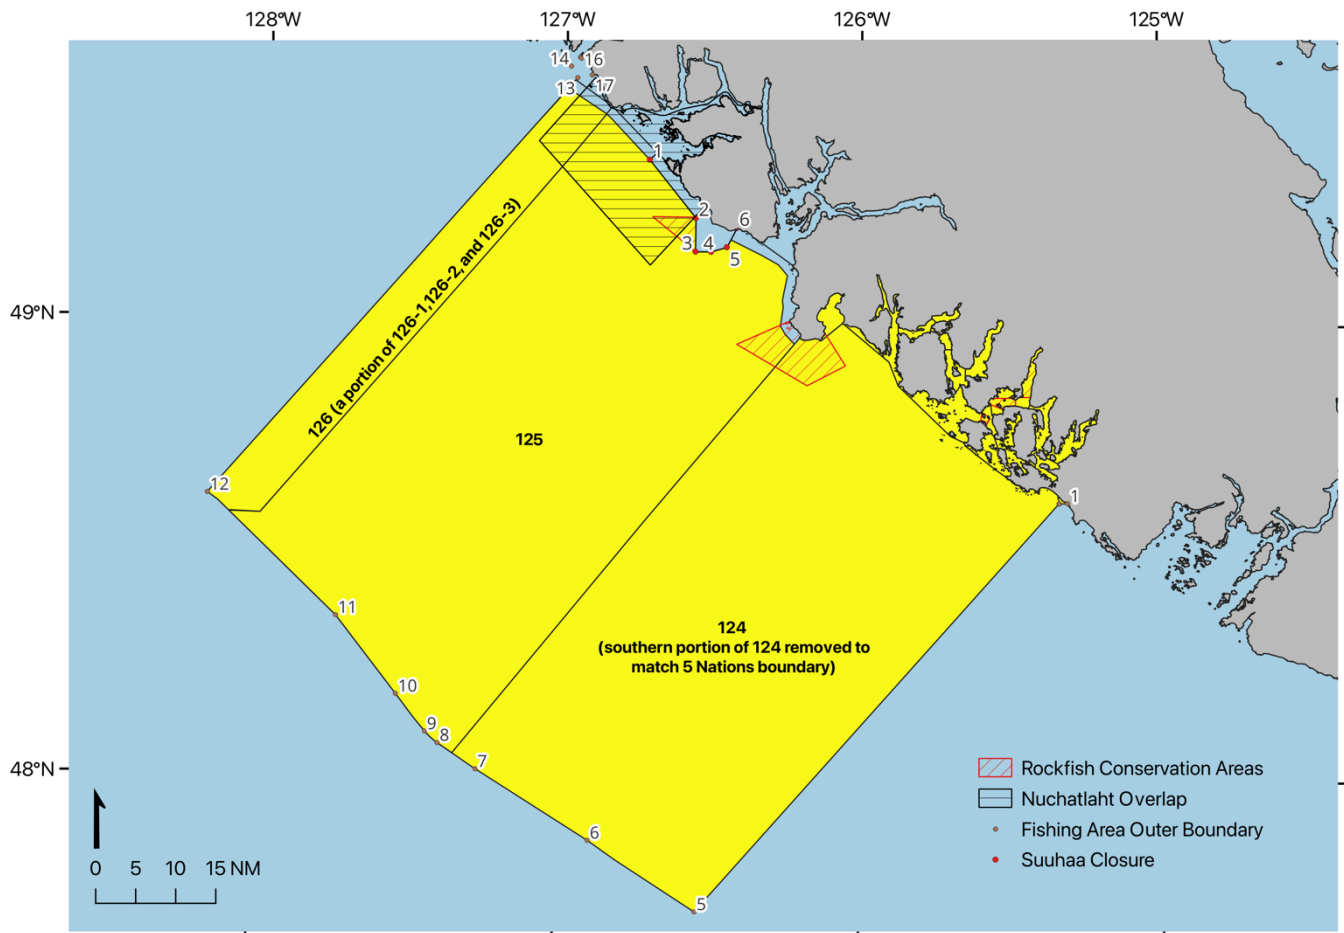 128°W
127°W
126°W
125°W
14
16
13
17
1
2
6
3
4
5
49°N
126 (a portion of 126-1,126-2, and 126-3)
125
12
1
11
124
(southern portion of 124 removed to
match 5 Nations boundary)
10
9
8
7
48°N
Rockfish Conservation Areas
Nuchatlaht Overlap
6
Fishing Area Outer Boundary
Suuhaa Closure
0 5 10 15 NM
5